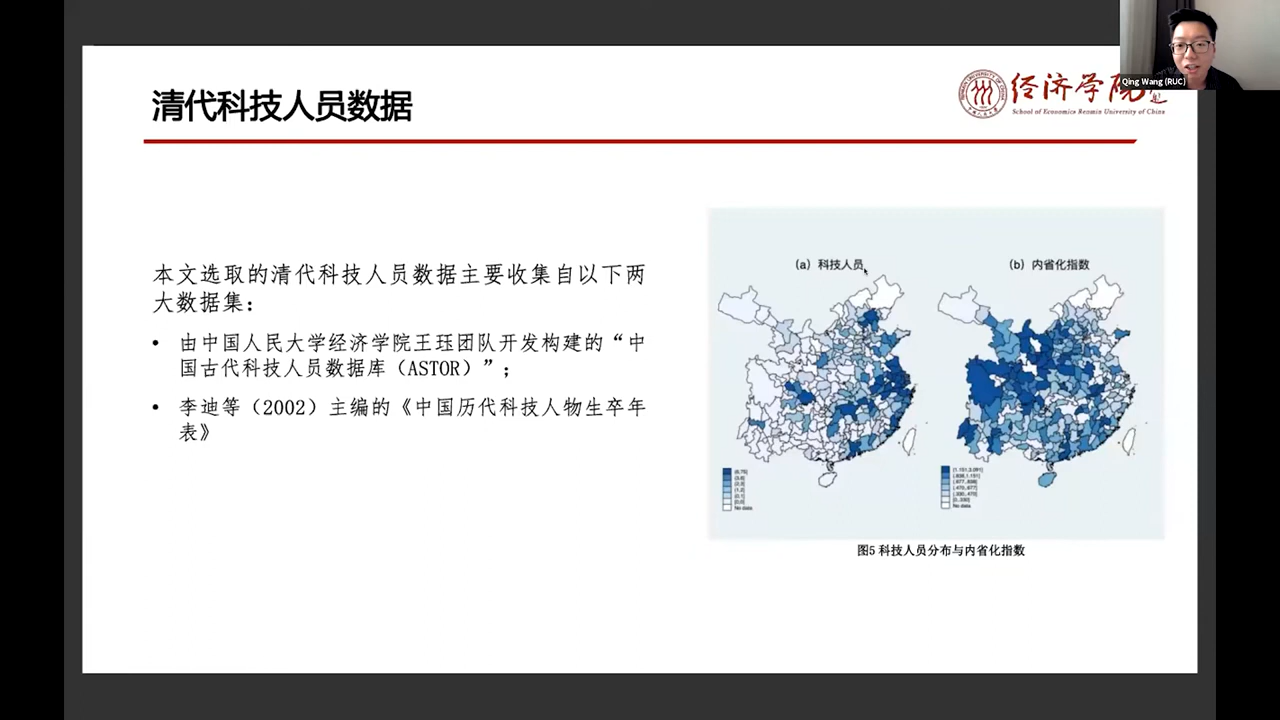 清代科技人员数据
经济学院
School of Economics Renmin University of China
Qing Wang (RUC)
本文选取的清代科技人员数据主要收集自以下两
大数据集：
• 由中国人民大学经济学院王珏团队开发构建的“中
国古代科技人员数据库（ASTOR）”；
• 李迪等（2002）主编的《中国历代科技人物生卒年
表》
(a) 科技人员
(b) 内省化指数
No data
No data
图5 科技人员分布与内省化指数